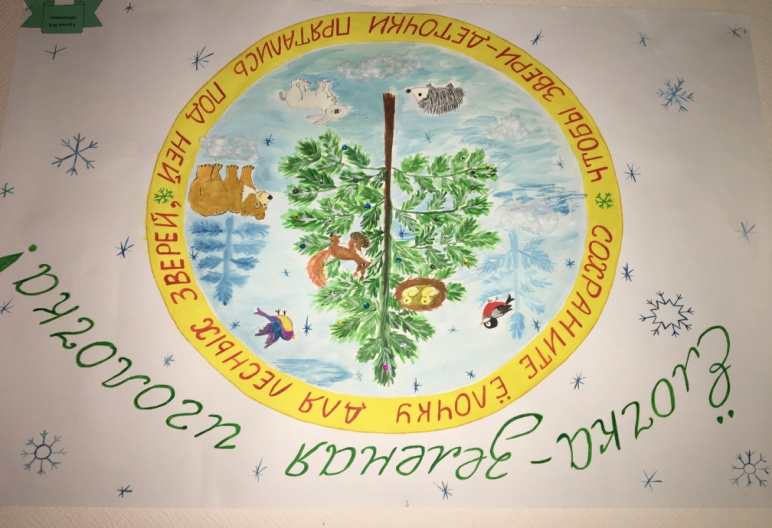 Ёлочка-зеленая иголочка!
СОХРАНИТЕ ЁЛОЧКУ ДЛЯ ЛЕСНЫХ ЗВЕРЕЙ,
ЧТОБЫ ЗВЕРИ-ДЕТОЧКИ ПРЯТАЛИСЬ ПОД НЕЙ